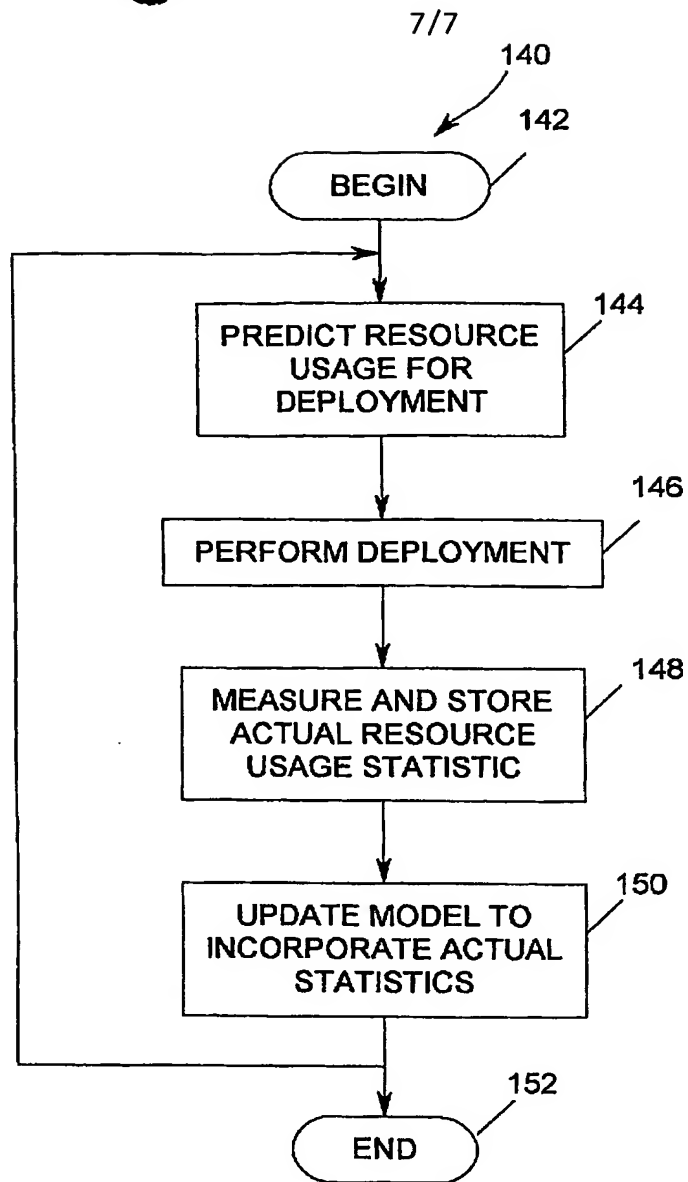 7/7
140
142
BEGIN
144
PREDICT RESOURCE
USAGE FOR
DEPLOYMENT
146
PERFORM DEPLOYMENT
148
MEASURE AND STORE
ACTUAL RESOURCE
USAGE STATISTIC
150
UPDATE MODEL TO
INCORPORATE ACTUAL
STATISTICS
152
END